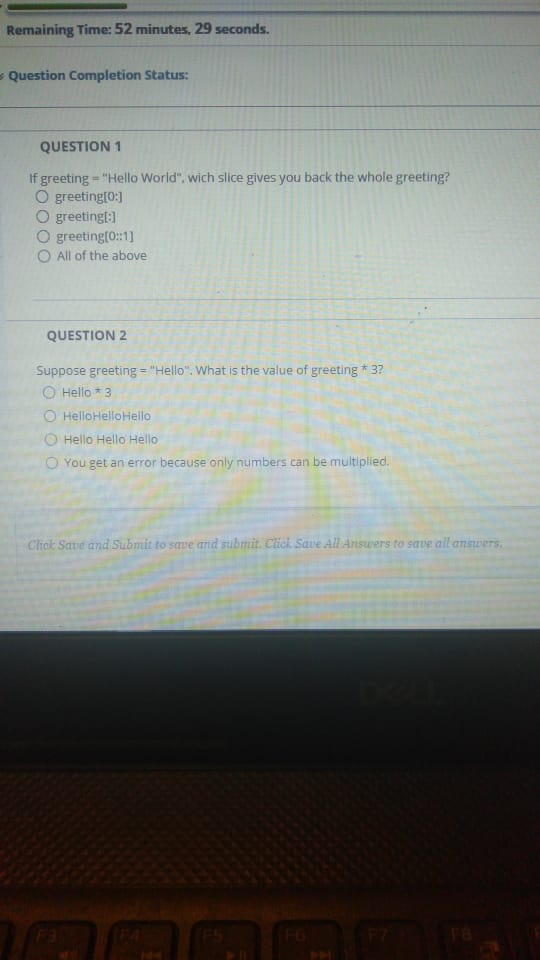 Remaining Time: 52 minutes, 29 seconds.
Question Completion Status:
QUESTION 1
If greeting = "Hello World", wich slice gives you back the whole greeting?
greeting[0:]
greeting[:]
greeting[0::1]
All of the above
QUESTION 2
Suppose greeting = "Hello". What is the value of greeting * 3?
Hello * 3
HelloHelloHello
Hello Hello Hello
You get an error because only numbers can be multiplied.
Click Save and Submit to save and submit. Click Save All Answers to save all answers.
DELL
F3 F4 F5 F6 F7 F8